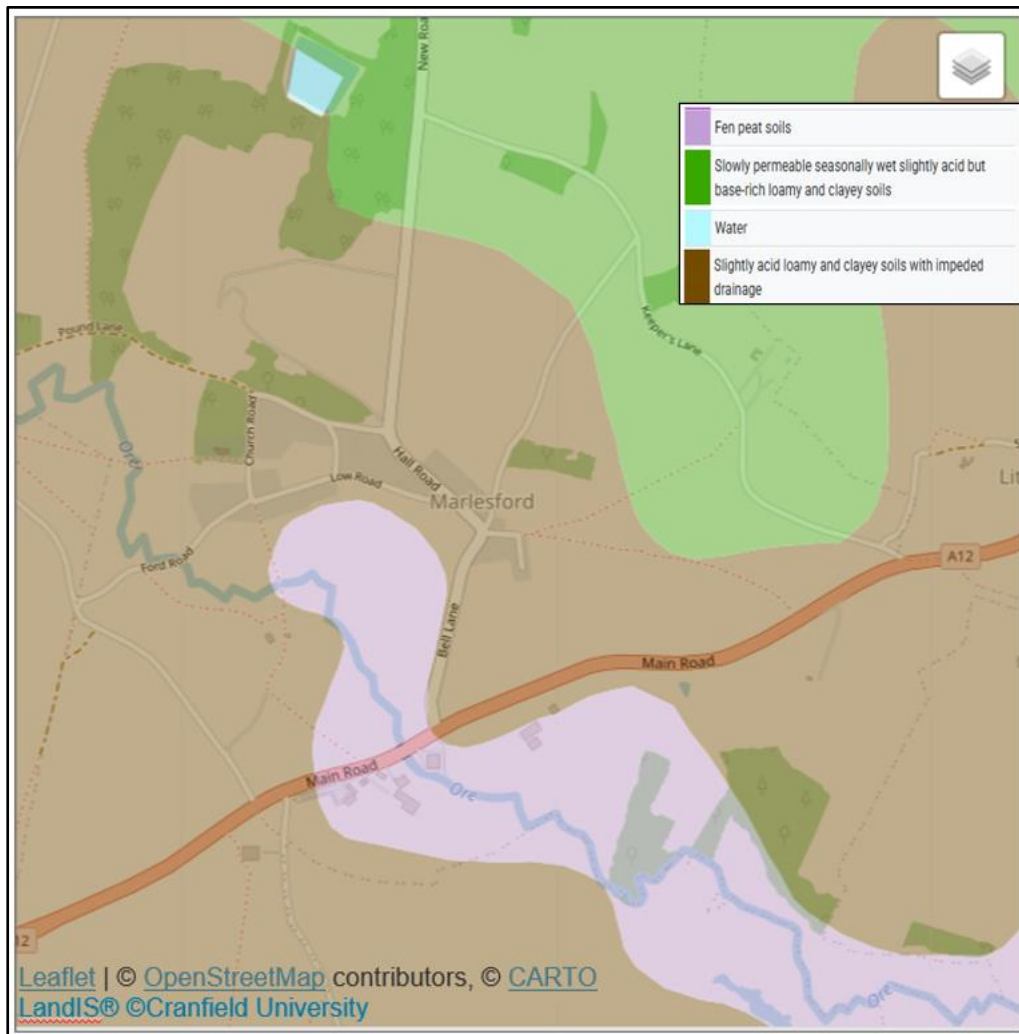 New Road
Fen peat soils
Slowly permeable seasonally wet slightly acid but
base-rich loamy and clayey soils
Water
Slightly acid loamy and clayey soils with impeded
drainage
Pound Lane
Keeper's Lane
Church Road
Ore
Hall Road
Low Road
Marlesford
Lit
Ford Road
A12
Bell Lane
Main Road
Main Road
Ore
12
Ore
Leaflet | © OpenStreetMap contributors, © CARTO
LandIS® ©Cranfield University